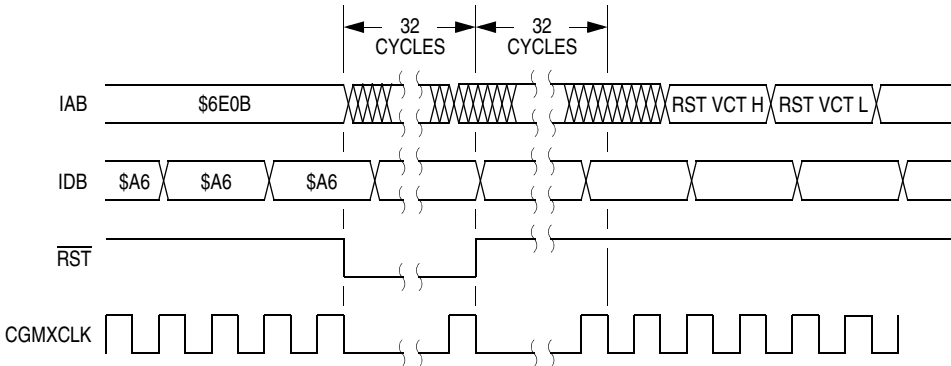 32 CYCLES
32 CYCLES
IAB $6E0B RST VCT H RST VCT L
IDB $A6 $A6 $A6
RST
CGMXCLK